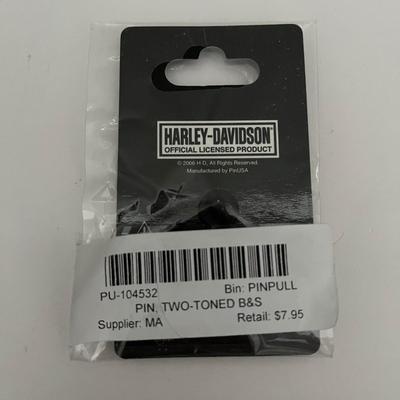 HARLEY-DAVIDSON
OFFICIAL LICENSED PRODUCT
© 2006 H-D, All Rights Reserved.
Manufactured by PinUSA
PU-104532 Bin: PINPULL
PIN, TWO-TONED B&S
Supplier: MA Retail: $7.95